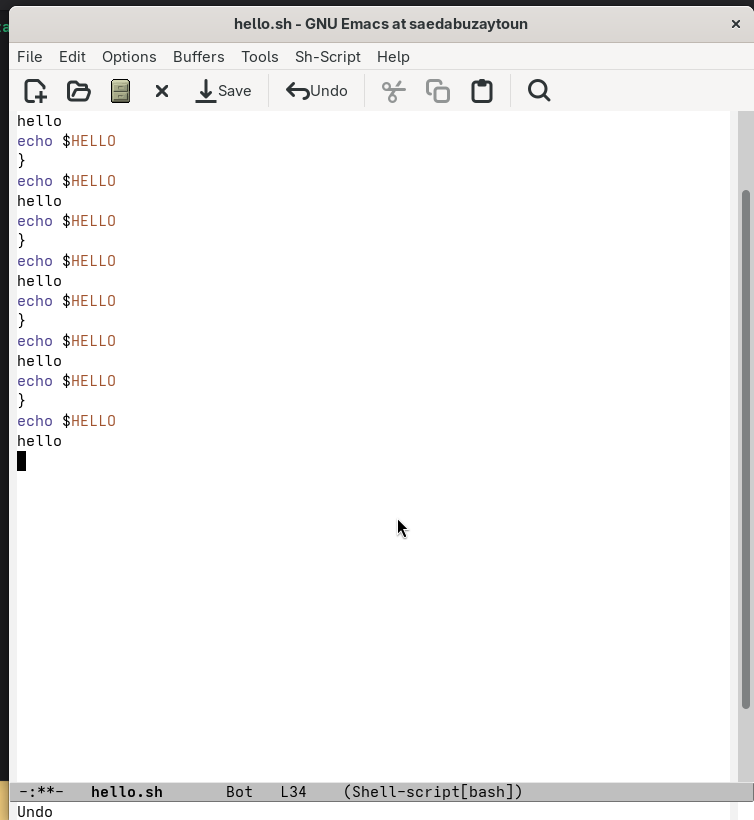 hello.sh - GNU Emacs at saedabuzaytoun
File Edit Options Buffers Tools Sh-Script Help
Save Undo
hello
echo $HELLO
}
echo $HELLO
hello
echo $HELLO
}
echo $HELLO
hello
echo $HELLO
}
echo $HELLO
hello
echo $HELLO
}
echo $HELLO
hello
-:**- hello.sh Bot L34 (Shell-script[bash])
Undo